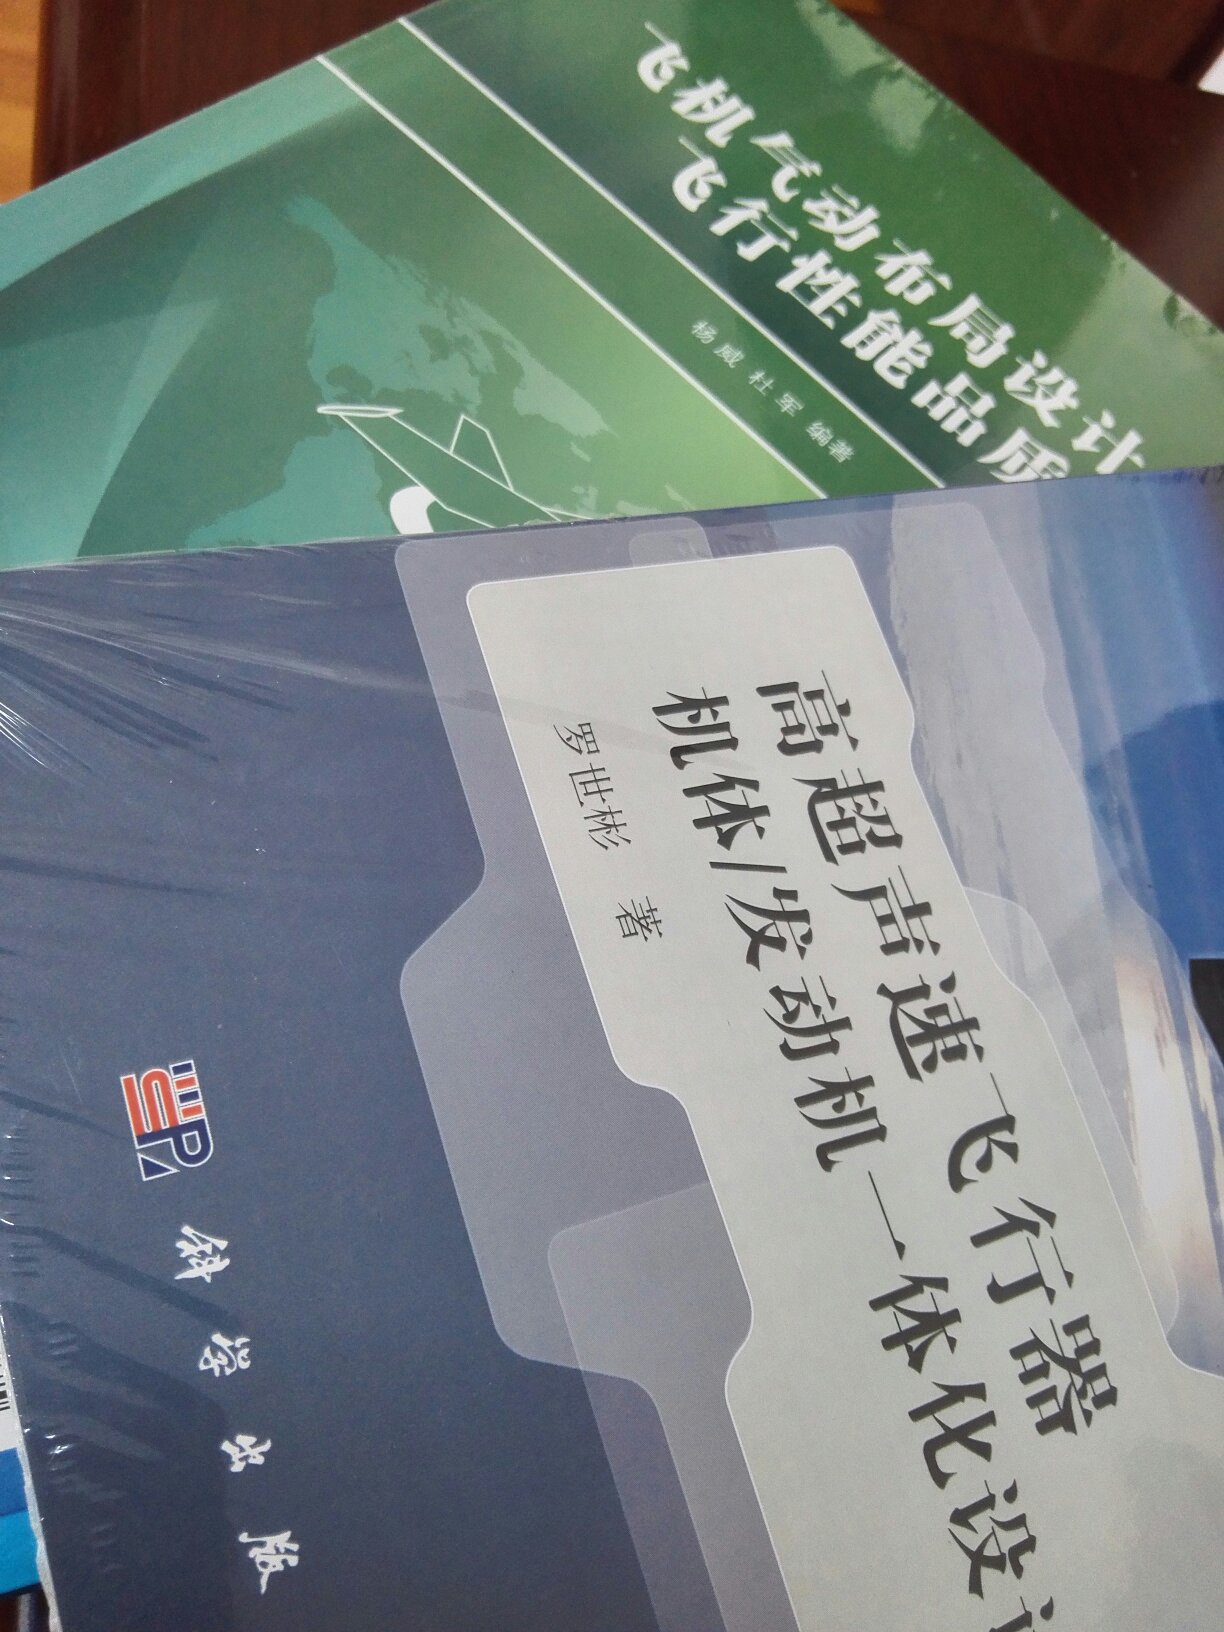 飞机气动布局设计
飞行性能品质
杨威 杜军 编著
高超声速飞行器
机体/发动机一体化设计
罗世彬 著
科学出版